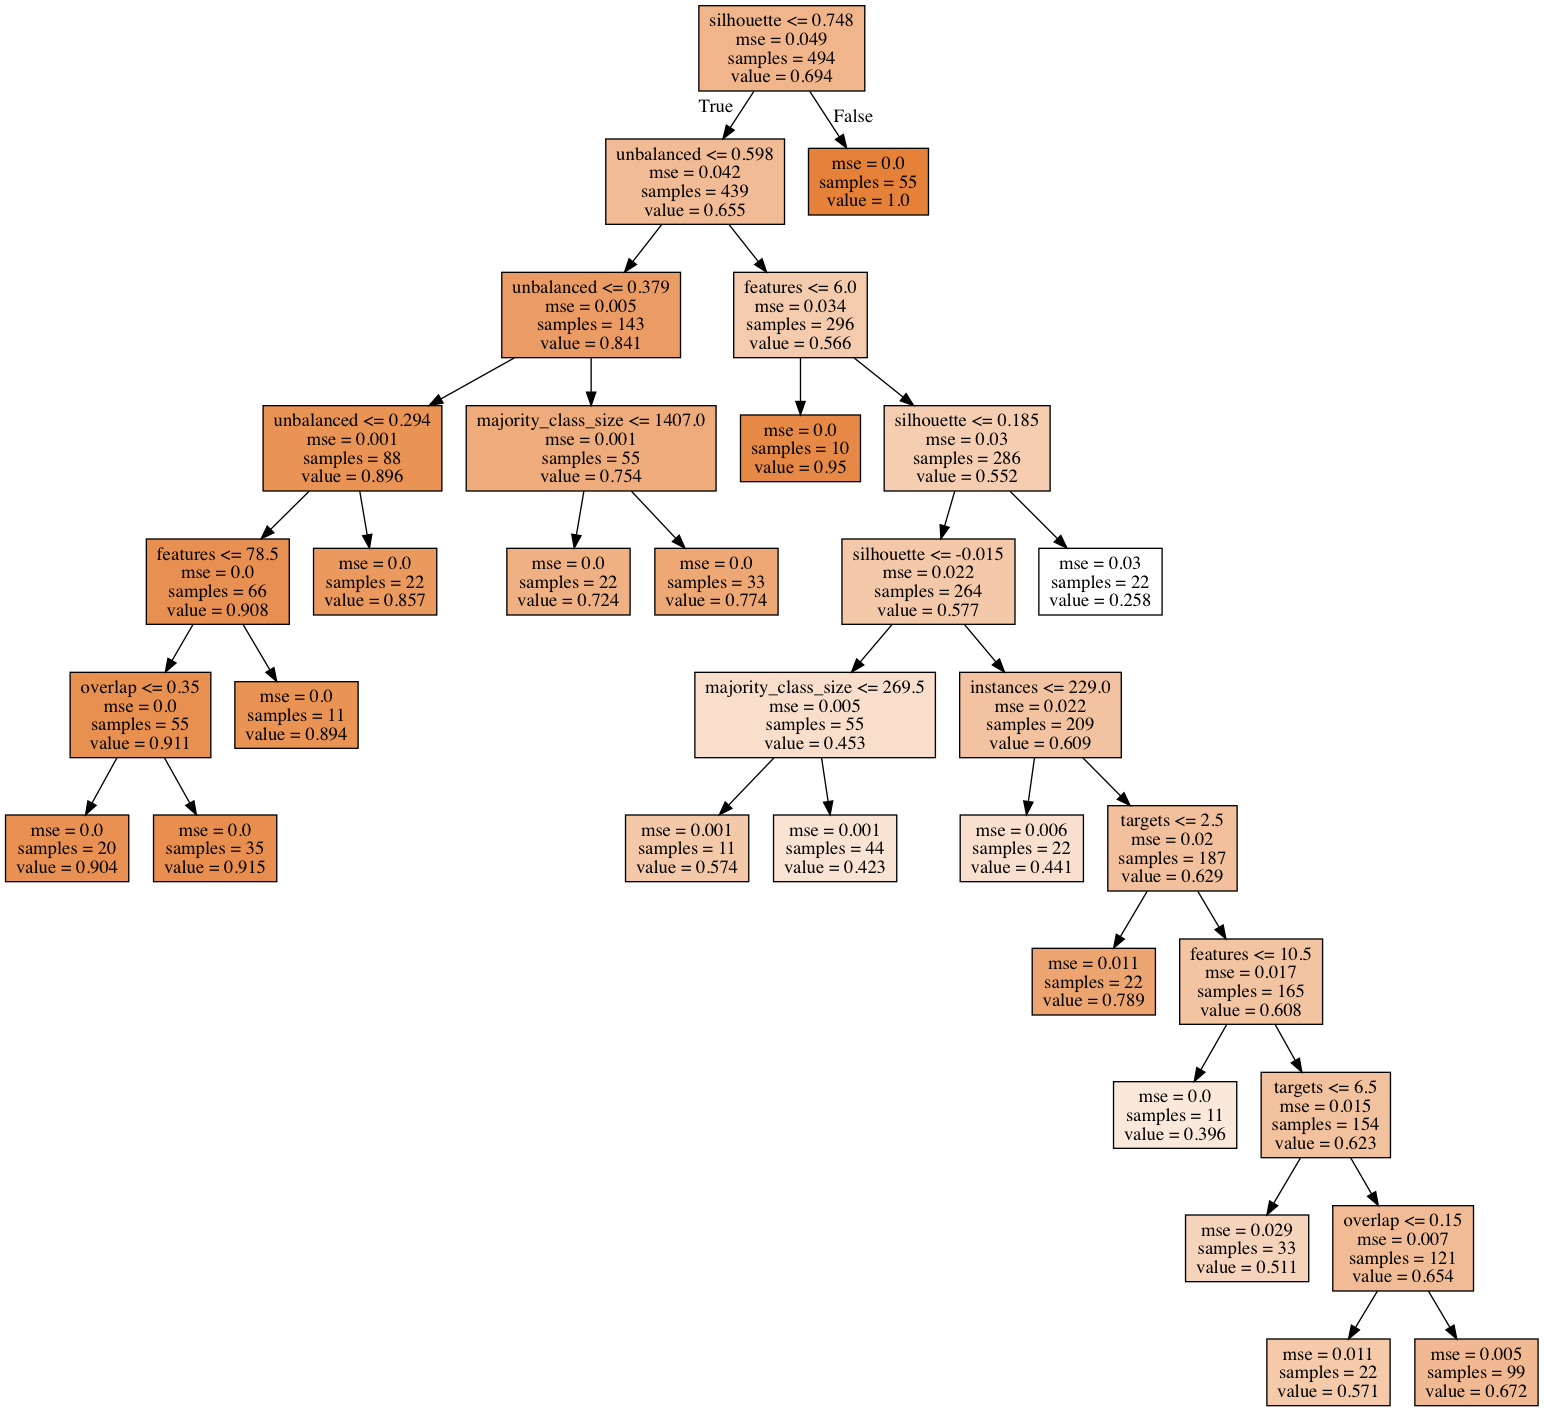 silhouette <= 0.748
mse = 0.049
samples = 494
value = 0.694
True
False
unbalanced <= 0.598
mse = 0.042
samples = 439
value = 0.655
mse = 0.0
samples = 55
value = 1.0
unbalanced <= 0.379
mse = 0.005
samples = 143
value = 0.841
features <= 6.0
mse = 0.034
samples = 296
value = 0.566
unbalanced <= 0.294
mse = 0.001
samples = 88
value = 0.896
majority_class_size <= 1407.0
mse = 0.001
samples = 55
value = 0.754
mse = 0.0
samples = 10
value = 0.95
silhouette <= 0.185
mse = 0.03
samples = 286
value = 0.552
features <= 78.5
mse = 0.0
samples = 66
value = 0.908
mse = 0.0
samples = 22
value = 0.857
mse = 0.0
samples = 22
value = 0.724
mse = 0.0
samples = 33
value = 0.774
silhouette <= -0.015
mse = 0.022
samples = 264
value = 0.577
mse = 0.03
samples = 22
value = 0.258
overlap <= 0.35
mse = 0.0
samples = 55
value = 0.911
mse = 0.0
samples = 11
value = 0.894
majority_class_size <= 269.5
mse = 0.005
samples = 55
value = 0.453
instances <= 229.0
mse = 0.022
samples = 209
value = 0.609
mse = 0.0
samples = 20
value = 0.904
mse = 0.0
samples = 35
value = 0.915
mse = 0.001
samples = 11
value = 0.574
mse = 0.001
samples = 44
value = 0.423
mse = 0.006
samples = 22
value = 0.441
targets <= 2.5
mse = 0.02
samples = 187
value = 0.629
mse = 0.011
samples = 22
value = 0.789
features <= 10.5
mse = 0.017
samples = 165
value = 0.608
mse = 0.0
samples = 11
value = 0.396
targets <= 6.5
mse = 0.015
samples = 154
value = 0.623
mse = 0.029
samples = 33
value = 0.511
overlap <= 0.15
mse = 0.007
samples = 121
value = 0.654
mse = 0.011
samples = 22
value = 0.571
mse = 0.005
samples = 99
value = 0.672